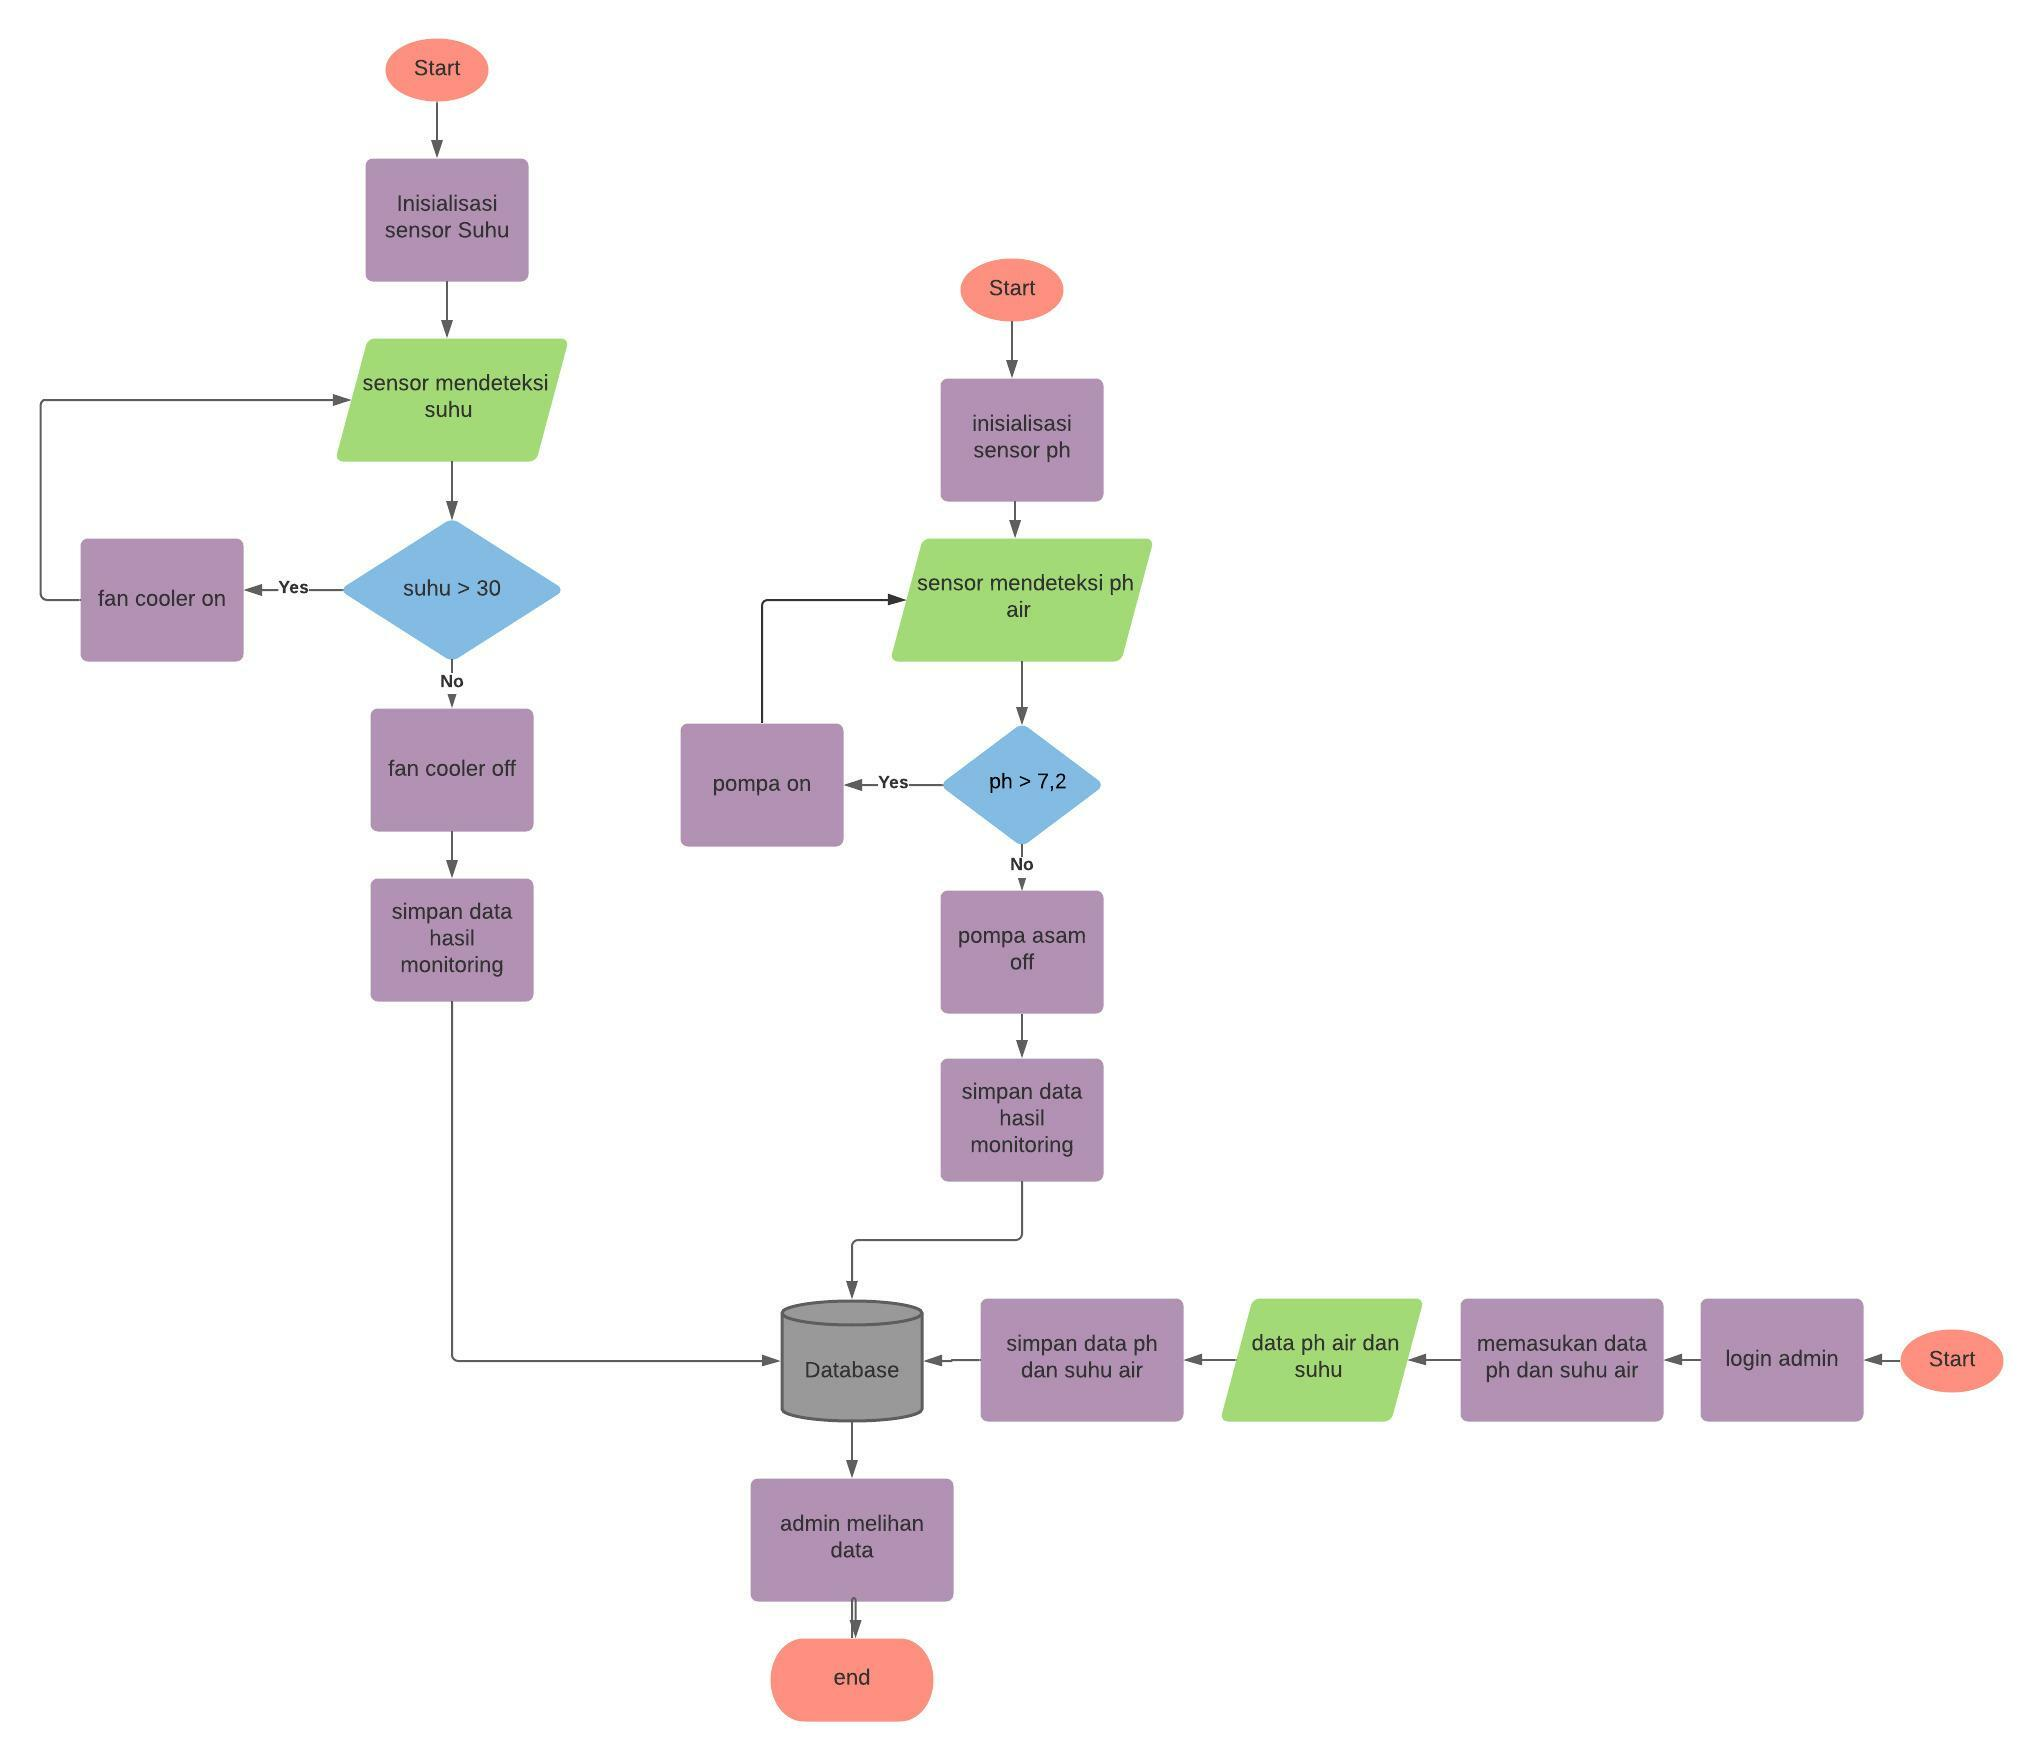 Start
Inisialisasi
sensor Suhu
sensor mendeteksi
suhu
suhu > 30
Yes
fan cooler on
No
fan cooler off
simpan data
hasil
monitoring
Start
inisialisasi
sensor ph
sensor mendeteksi ph
air
ph > 7,2
Yes
pompa on
No
pompa asam
off
simpan data
hasil
monitoring
Start
login admin
memasukan data
ph dan suhu air
data ph air dan
suhu
simpan data ph
dan suhu air
Database
admin melihan
data
end